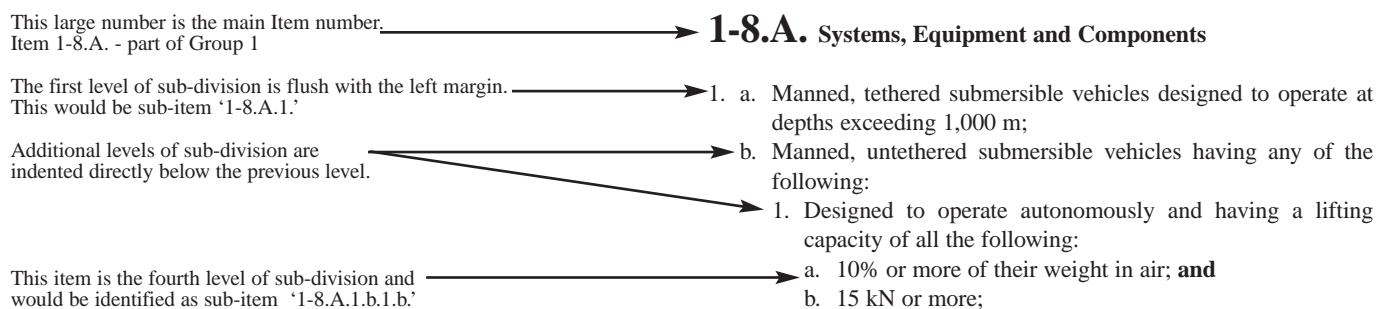 This large number is the main Item number.
Item 1-8.A. - part of Group 1
1-8.A. Systems, Equipment and Components
The first level of sub-division is flush with the left margin.
This would be sub-item ‘1-8.A.1.’
1. a. Manned, tethered submersible vehicles designed to operate at
depths exceeding 1,000 m;
Additional levels of sub-division are
indented directly below the previous level.
b. Manned, untethered submersible vehicles having any of the
following:
1. Designed to operate autonomously and having a lifting
capacity of all the following:
This item is the fourth level of sub-division and
would be identified as sub-item ‘1-8.A.1.b.1.b.’
a. 10% or more of their weight in air; and
b. 15 kN or more;